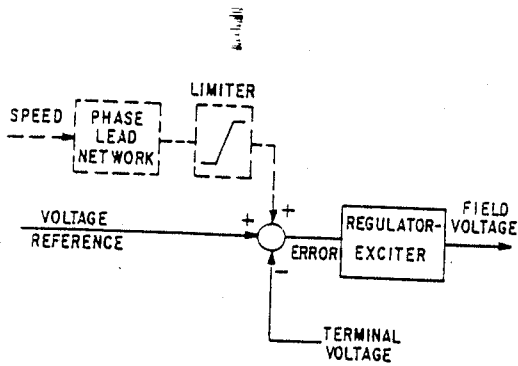 LIMITER
SPEED
PHASE
LEAD
NETWORK
+
+
VOLTAGE
REFERENCE
ERROR
REGULATOR-
EXCITER
FIELD
VOLTAGE
-
TERMINAL
VOLTAGE